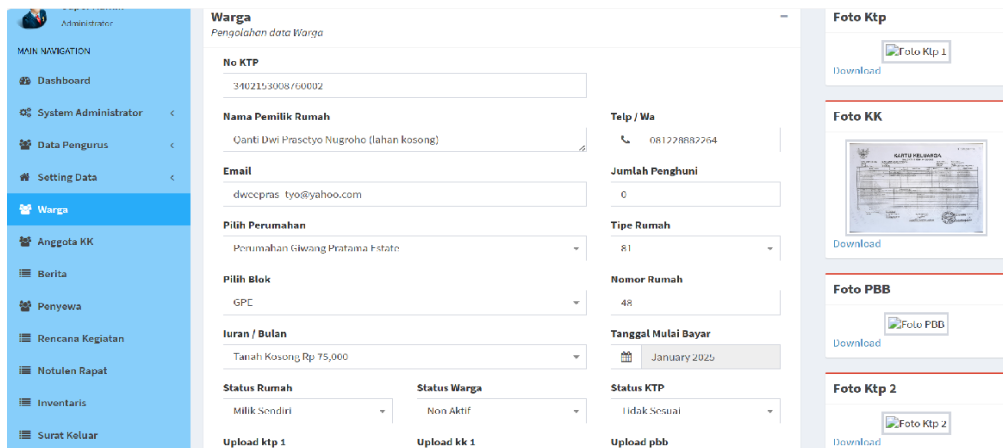 Administrator
MAIN NAVIGATION
Dashboard
System Administrator
Data Pengurus
Setting Data
Warga
Anggota KK
Berita
Penyewa
Rencana Kegiatan
Notulen Rapat
Inventaris
Surat Keluar
Warga
Pengolahan data Warga
No KTP
3402153008760002
Nama Pemilik Rumah
Telp / Wa
Qanti Dwi Prasetyo Nugroho (lahan kosong)
081228882264
Email
Jumlah Penghuni
0
Pilih Perumahan
Tipe Rumah
Perumahan Giwang Pratama Estate
81
Pilih Blok
Nomor Rumah
GPE
48
Iuran / Bulan
Tanggal Mulai Bayar
Tanah Kosong Rp 75,000
January 2025
Status Rumah
Status Warga
Status KTP
Milik Sendiri
Non Aktif
Tidak Sesuai
Upload ktp 1
Upload kk 1
Upload pbb
Foto Ktp
Foto Ktp 1
Download
Foto KK
KARTU KELUARGA
Download
Foto PBB
Foto PBB
Download
Foto Ktp 2
Foto Ktp 2
Download